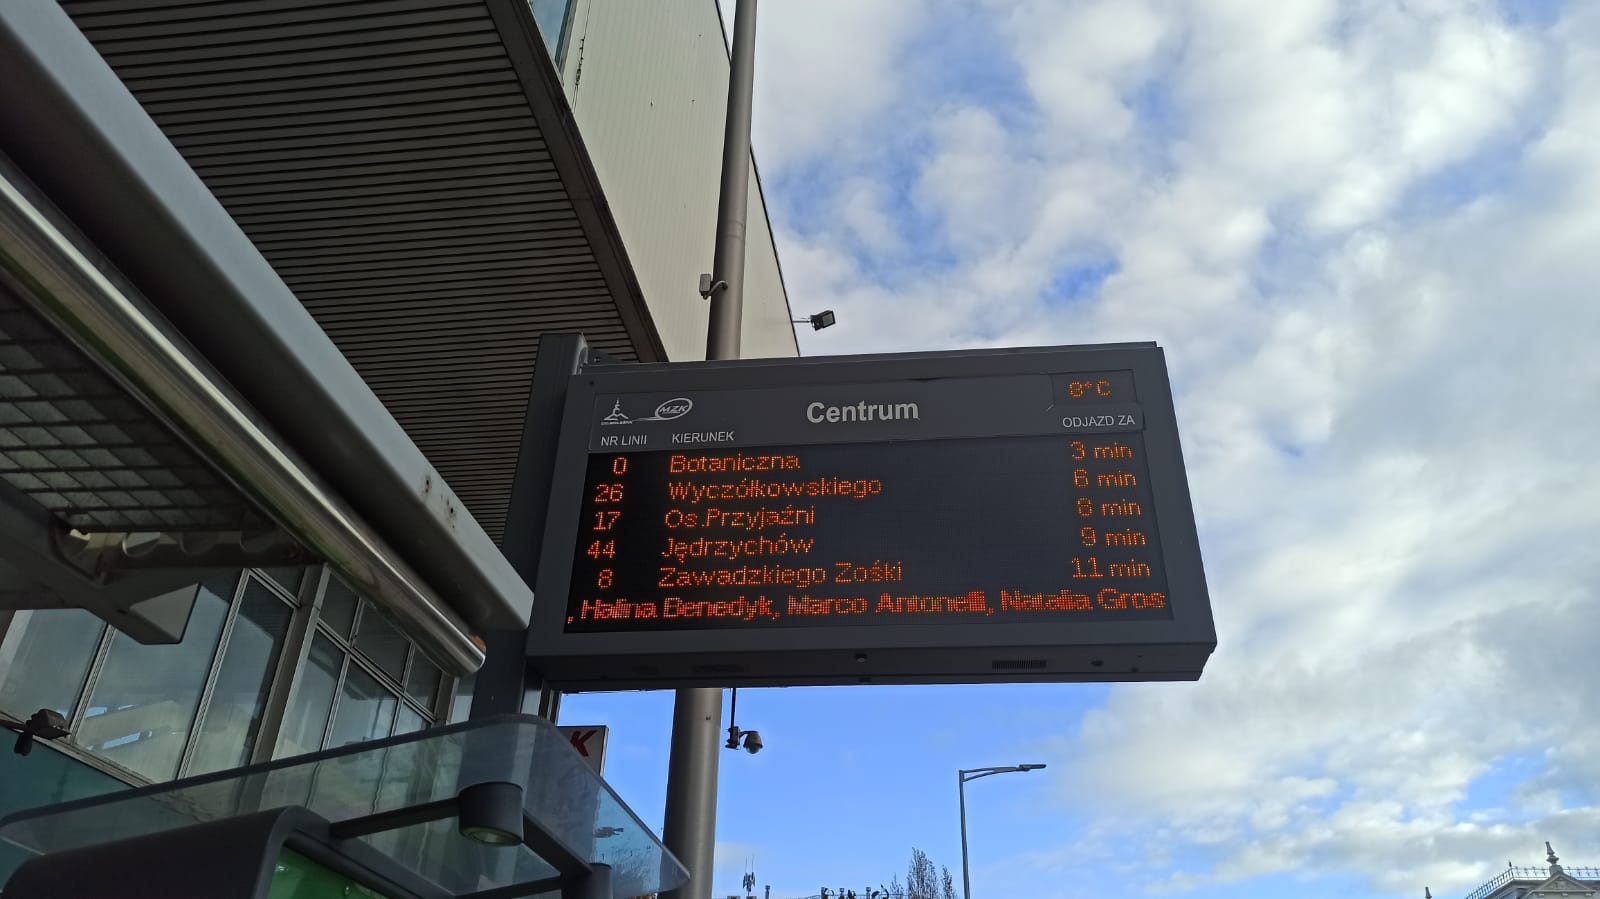 8°C
MZK
Centrum
NR LINII KIERUNEK ODJAZD ZA
0 Botaniczna 3 min
26 Wyczółkowskiego 6 min
17 Os.Przyjaźni 8 min
44 Jędrzychów 9 min
8 Zawadzkiego Zośki 11 min
, Halina Benedyk, Marco Antonelli, Natalia Gros
K